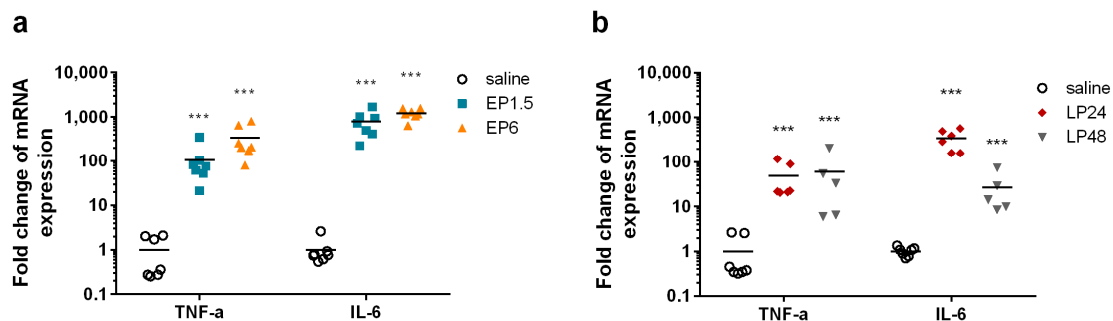 a
Fold change of mRNA
expression
10,000
1,000
100
10
1
0.1
***
***
***
***
TNF-a
IL-6
saline
EP1.5
EP6
b
Fold change of mRNA
expression
10,000
1,000
100
10
1
0.1
***
***
***
***
TNF-a
IL-6
saline
LP24
LP48